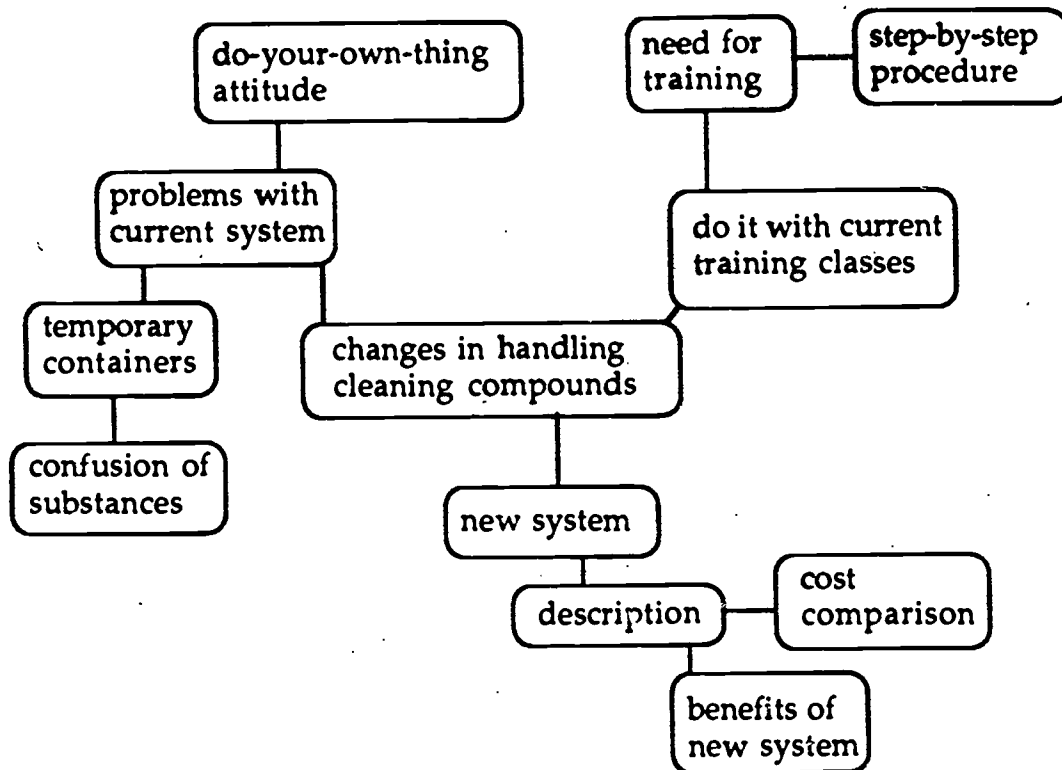 do-your-own-thing
attitude
need for
training
step-by-step
procedure
problems with
current system
do it with current
training classes
temporary
containers
changes in handling
cleaning compounds
confusion of
substances
new system
description
cost
comparison
benefits of
new system